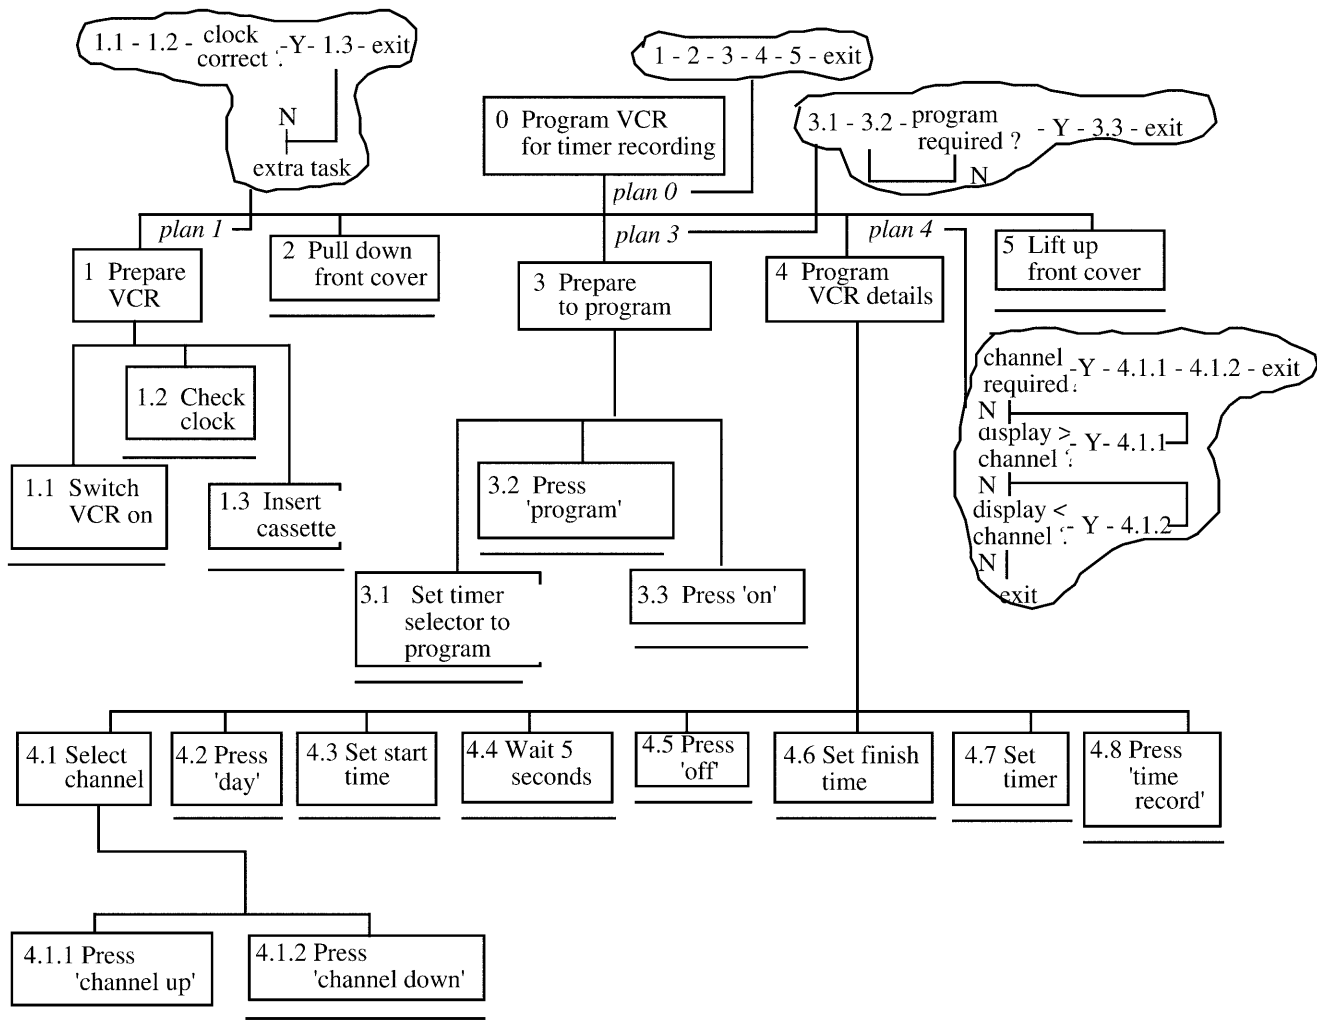 1.1 - 1.2 - clock correct ? -Y- 1.3 - exit
N
extra task
1 - 2 - 3 - 4 - 5 - exit
0 Program VCR
for timer recording
3.1 - 3.2 - program required ? - Y - 3.3 - exit
N
plan 0
plan 1
plan 3
plan 4
1 Prepare
VCR
2 Pull down
front cover
3 Prepare
to program
4 Program
VCR details
5 Lift up
front cover
channel required? -Y - 4.1.1 - 4.1.2 - exit
N
display > channel ? - Y- 4.1.1
N
display < channel ? - Y - 4.1.2
N
exit
1.1 Switch
VCR on
1.2 Check
clock
1.3 Insert
cassette
3.1 Set timer
selector to
program
3.2 Press
'program'
3.3 Press 'on'
4.1 Select
channel
4.2 Press
'day'
4.3 Set start
time
4.4 Wait 5
seconds
4.5 Press
'off'
4.6 Set finish
time
4.7 Set
timer
4.8 Press
'time
record'
4.1.1 Press
'channel up'
4.1.2 Press
'channel down'